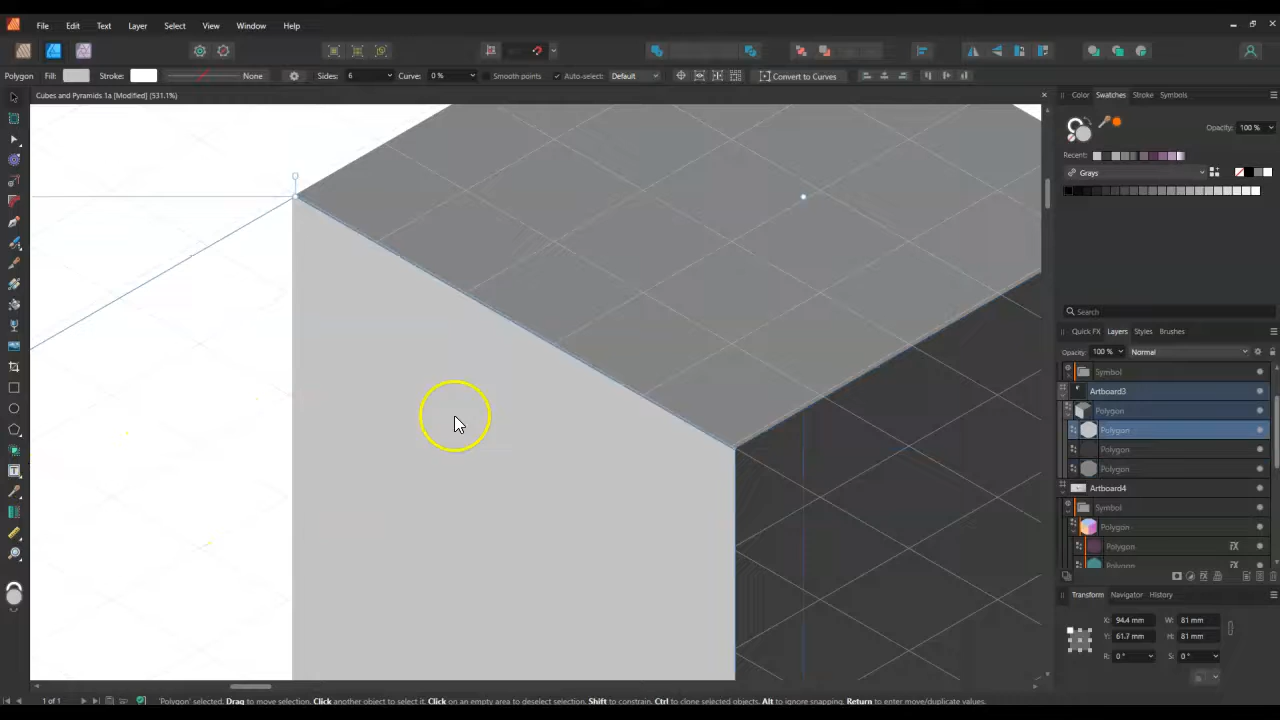 File Edit Text Layer Select View Window Help
Polygon Fill: Stroke: None Sides: 6 Curve: 0 % Smooth points Auto-select: Default Convert to Curves
Cubes and Pyramids 1a [Modified] (531.1%)
Color Swatches Stroke Symbols
Opacity: 100 %
Recent:
Grays
Search
Quick FX Layers Styles Brushes
Opacity: 100 % Normal
Symbol
Artboard3
Polygon
Polygon
Polygon
Polygon
Artboard4
Symbol
Polygon
Polygon
Polygon
Transform Navigator History
X: 94.4 mm W: 81 mm
Y: 61.7 mm H: 81 mm
R: 0 ° S: 0 °
1 of 1 'Polygon' selected. Drag to move selection. Click another object to select it. Click on an empty area to deselect selection. Shift to constrain. Ctrl to clone selected objects. Alt to ignore snapping. Return to enter move/duplicate values.